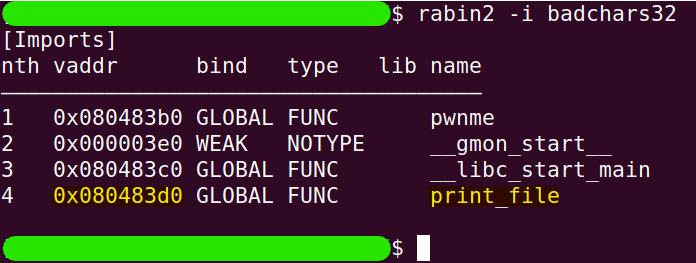 $ rabin2 -i badchars32
[Imports]
nth vaddr      bind   type   lib name
―――――――――――――――――――――――――――――――――――――
1   0x080483b0 GLOBAL FUNC       pwnme
2   0x000003e0 WEAK   NOTYPE     __gmon_start__
3   0x080483c0 GLOBAL FUNC       __libc_start_main
4   0x080483d0 GLOBAL FUNC       print_file
$